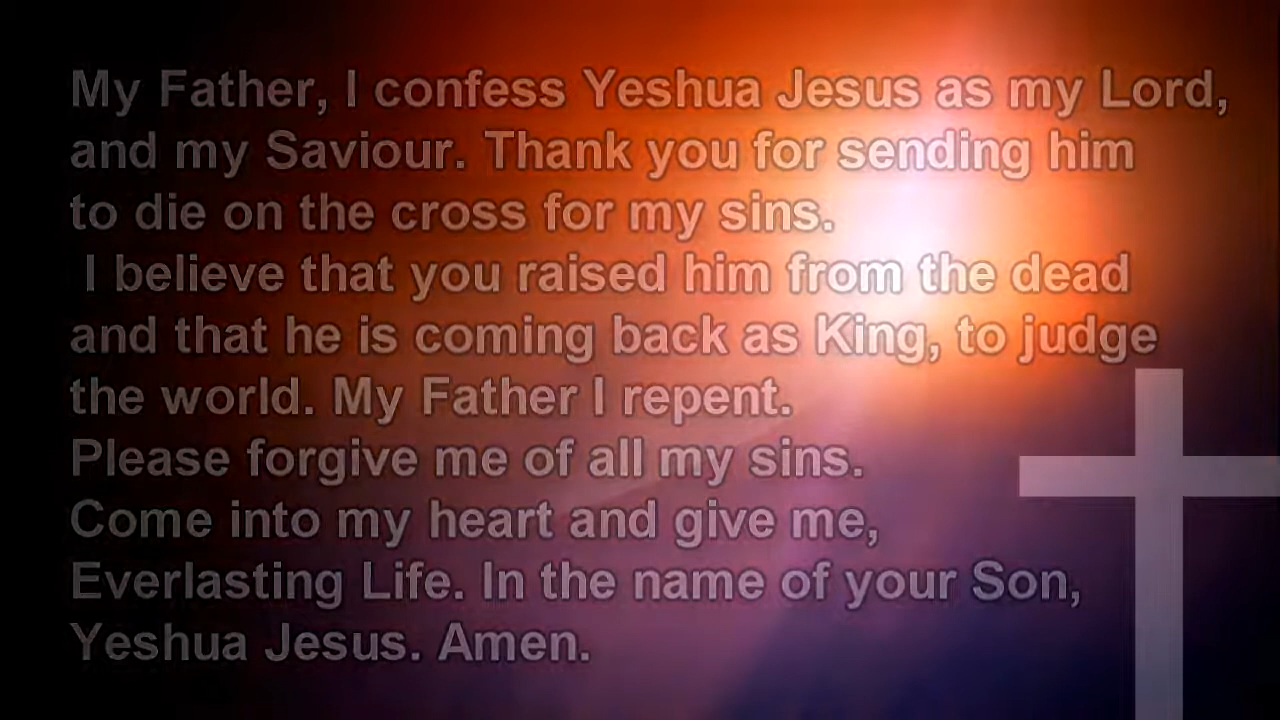 My Father, I confess Yeshua Jesus as my Lord,
and my Saviour. Thank you for sending him
to die on the cross for my sins.
I believe that you raised him from the dead
and that he is coming back as King, to judge
the world. My Father I repent.
Please forgive me of all my sins.
Come into my heart and give me,
Everlasting Life. In the name of your Son,
Yeshua Jesus. Amen.